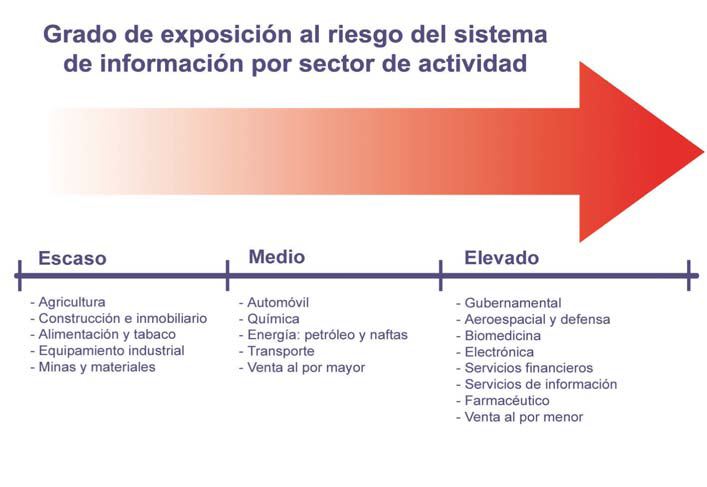 Grado de exposición al riesgo del sistema
de información por sector de actividad
Escaso
- Agricultura
- Construcción e inmobiliario
- Alimentación y tabaco
- Equipamiento industrial
- Minas y materiales
Medio
- Automóvil
- Química
- Energía: petróleo y naftas
- Transporte
- Venta al por mayor
Elevado
- Gubernamental
- Aeroespacial y defensa
- Biomedicina
- Electrónica
- Servicios financieros
- Servicios de información
- Farmacéutico
- Venta al por menor